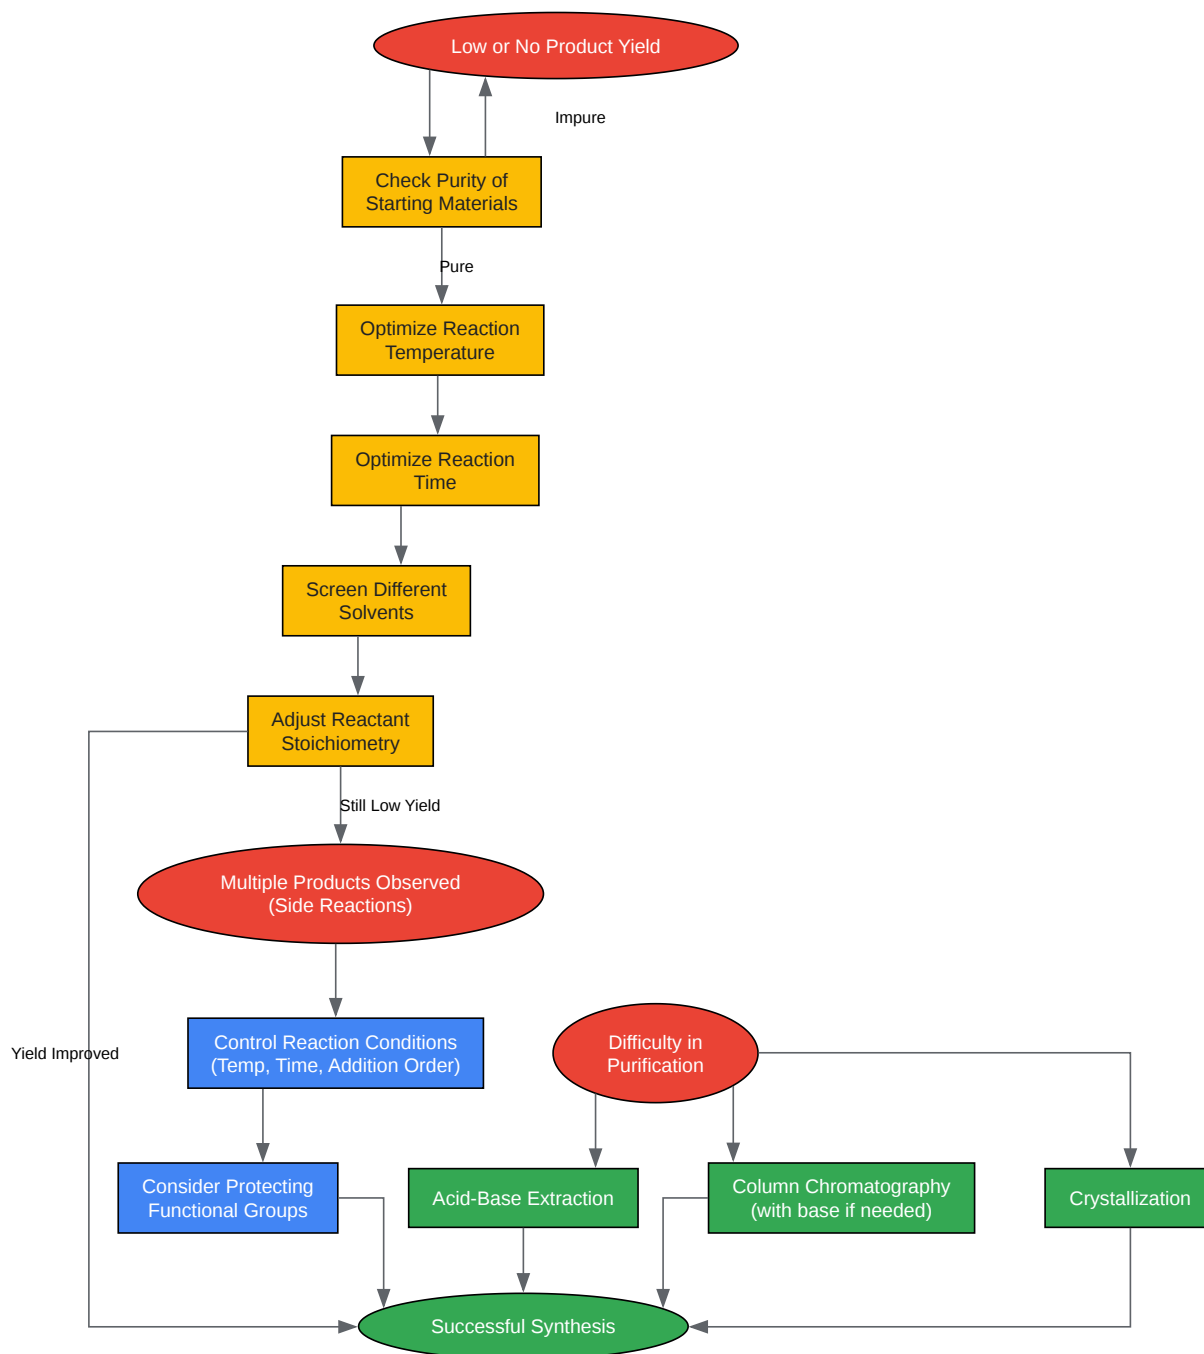 Low or No Product Yield
Impure
Check Purity of
Starting Materials
Pure
Optimize Reaction
Temperature
Optimize Reaction
Time
Screen Different
Solvents
Adjust Reactant
Stoichiometry
Still Low Yield
Multiple Products Observed
(Side Reactions)
Yield Improved
Control Reaction Conditions
(Temp, Time, Addition Order)
Difficulty in
Purification
Consider Protecting
Functional Groups
Acid-Base Extraction
Column Chromatography
(with base if needed)
Crystallization
Successful Synthesis